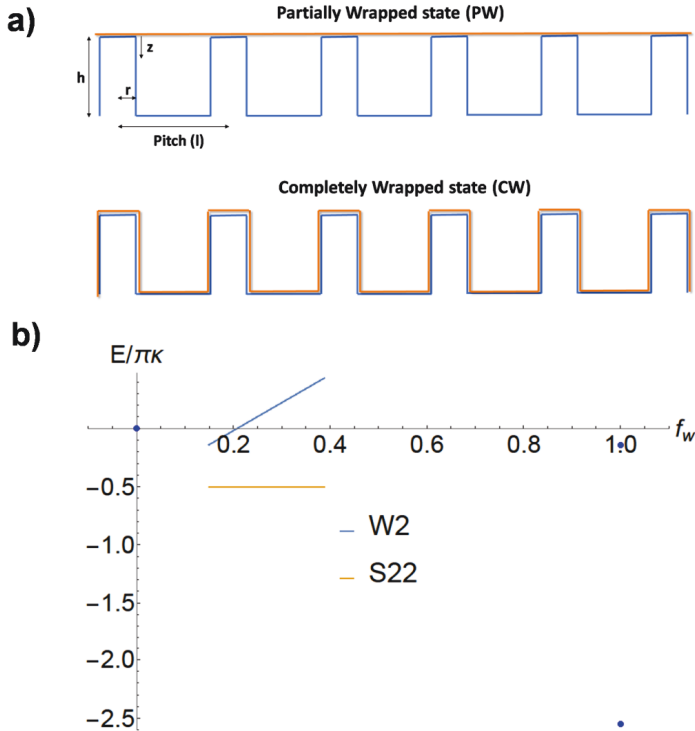 a)
Partially Wrapped state (PW)
z
h
r
Pitch (l)
Completely Wrapped state (CW)
b)
E/πκ
0.2 0.4 0.6 0.8 1.0 f_w
−0.5
W2
−1.0
S22
−1.5
−2.0
−2.5